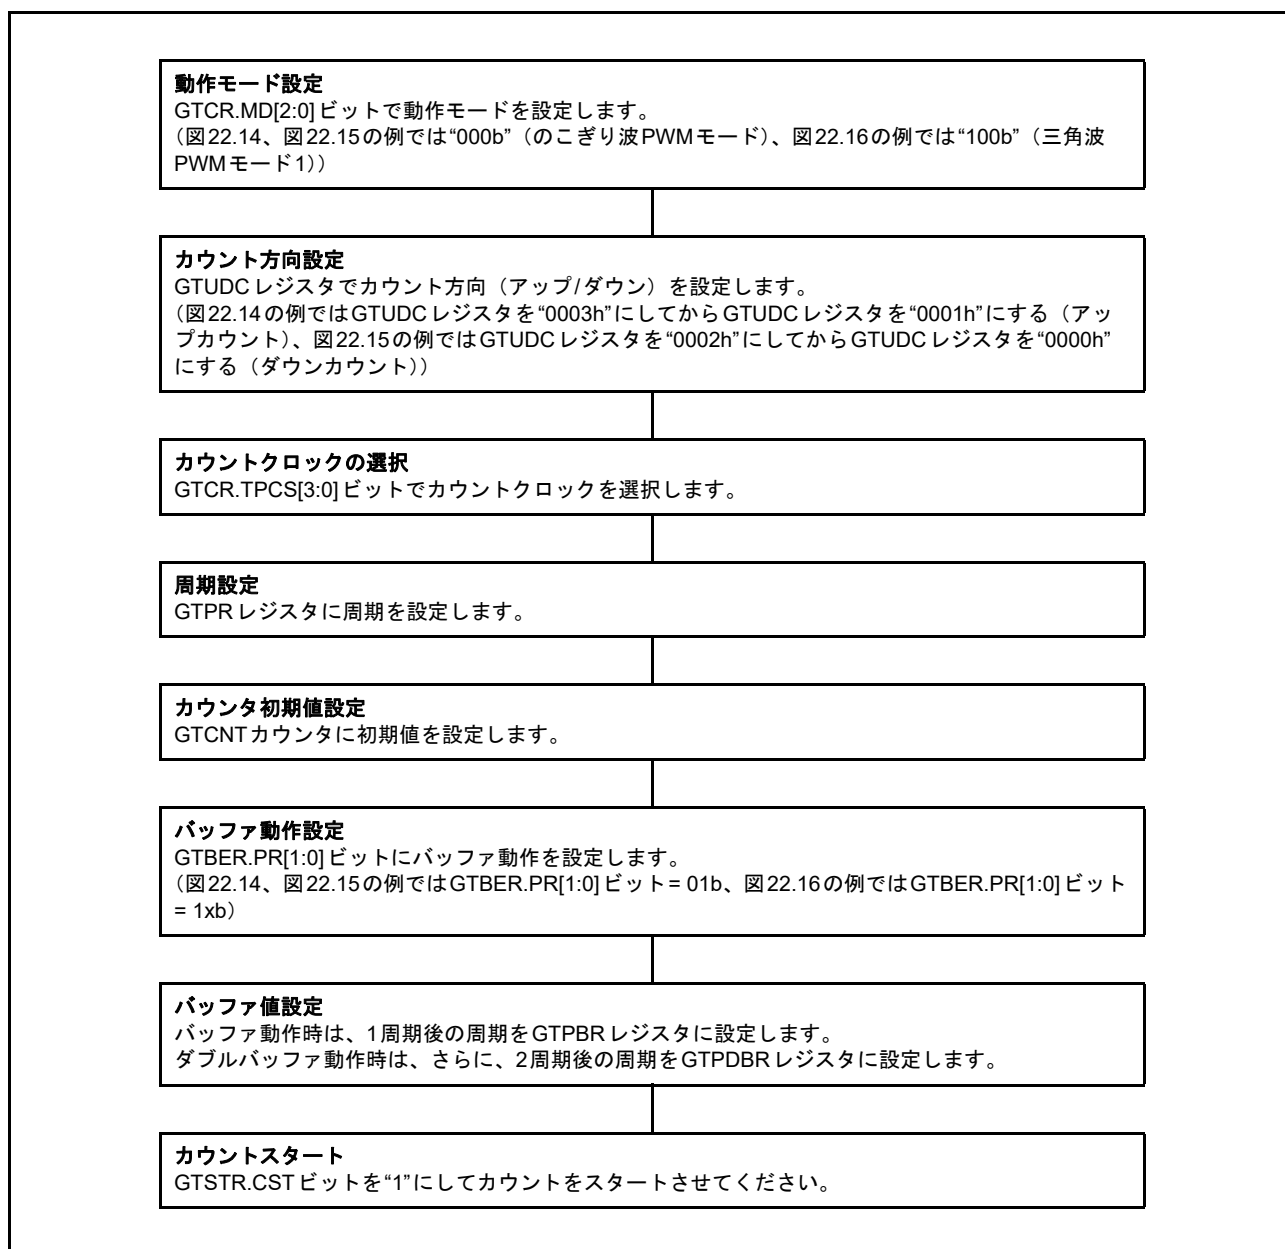 動作モード設定
GTCR.MD[2:0]ビットで動作モードを設定します。
（図22.14、図22.15の例では“000b”（のこぎり波PWMモード）、図22.16の例では“100b”（三角波
PWMモード1））
カウント方向設定
GTUDCレジスタでカウント方向（アップ/ダウン）を設定します。
（図22.14の例ではGTUDCレジスタを“0003h”にしてからGTUDCレジスタを“0001h”にする（アッ
プカウント）、図22.15の例ではGTUDCレジスタを“0002h”にしてからGTUDCレジスタを“0000h”
にする（ダウンカウント））
カウントクロックの選択
GTCR.TPCS[3:0]ビットでカウントクロックを選択します。
周期設定
GTPRレジスタに周期を設定します。
カウンタ初期値設定
GTCNTカウンタに初期値を設定します。
バッファ動作設定
GTBER.PR[1:0]ビットにバッファ動作を設定します。
（図22.14、図22.15の例ではGTBER.PR[1:0]ビット= 01b、図22.16の例ではGTBER.PR[1:0]ビット
= 1xb）
バッファ値設定
バッファ動作時は、1周期後の周期をGTPBRレジスタに設定します。
ダブルバッファ動作時は、さらに、2周期後の周期をGTPDBRレジスタに設定します。
カウントスタート
GTSTR.CSTビットを“1”にしてカウントをスタートさせてください。